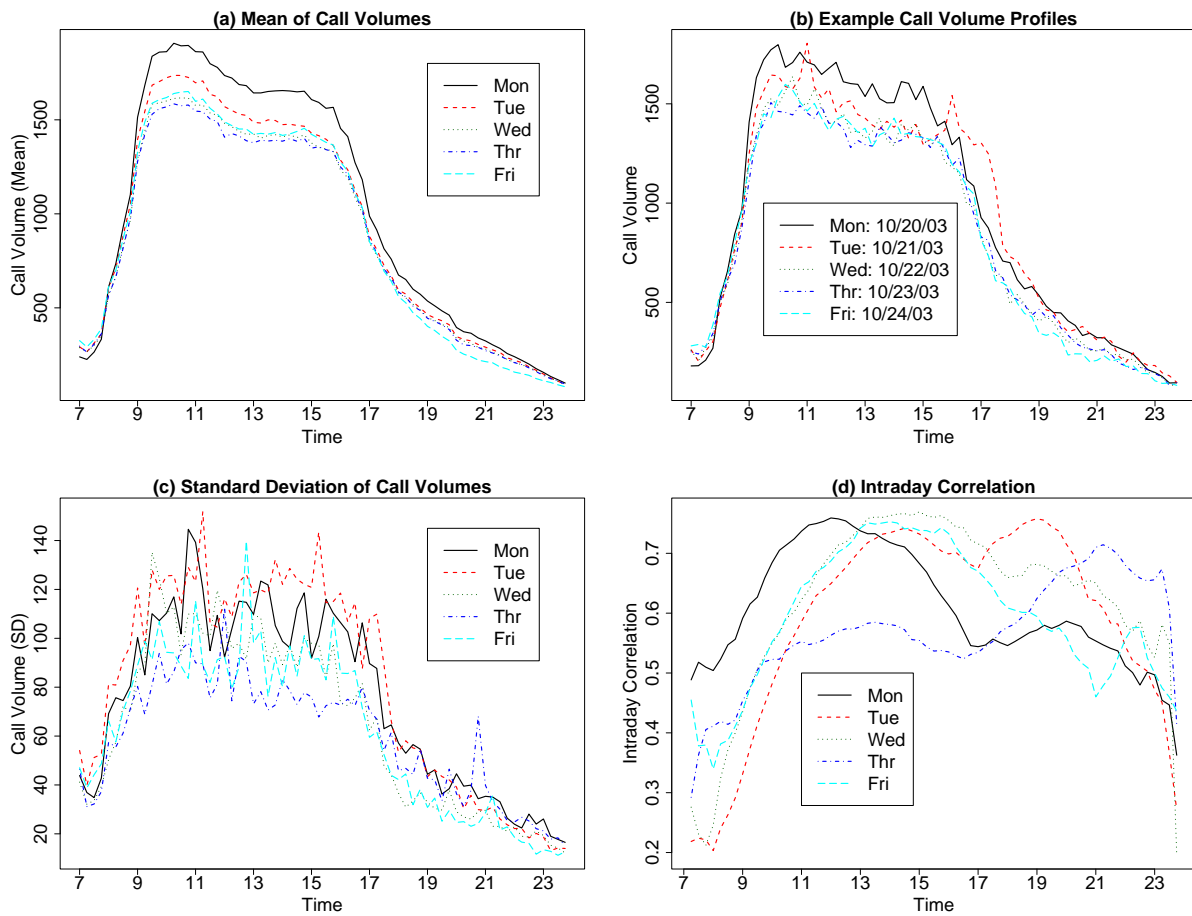 (a) Mean of Call Volumes
Call Volume (Mean)
1500
1000
500
Mon
Tue
Wed
Thr
Fri
7 9 11 13 15 17 19 21 23
Time
(b) Example Call Volume Profiles
Call Volume
1500
1000
500
Mon: 10/20/03
Tue: 10/21/03
Wed: 10/22/03
Thr: 10/23/03
Fri: 10/24/03
7 9 11 13 15 17 19 21 23
Time
(c) Standard Deviation of Call Volumes
Call Volume (SD)
140
120
100
80
60
40
20
Mon
Tue
Wed
Thr
Fri
7 9 11 13 15 17 19 21 23
Time
(d) Intraday Correlation
Intraday Correlation
0.7
0.6
0.5
0.4
0.3
0.2
Mon
Tue
Wed
Thr
Fri
7 9 11 13 15 17 19 21 23
Time